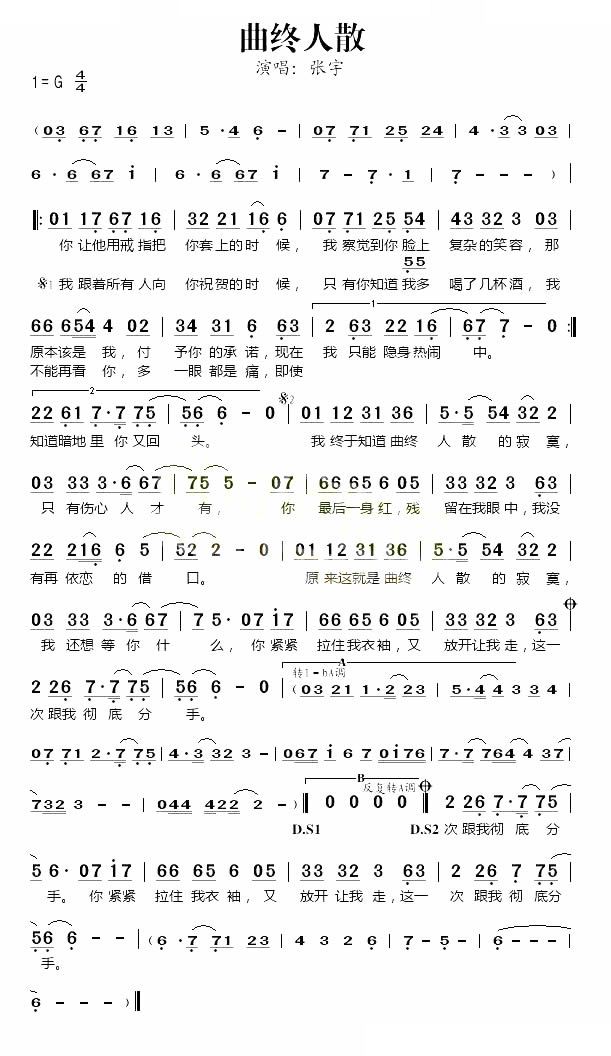 曲终人散
演唱：张宇
1=G 4/4
（03 67 16 13 | 5·4 6 - | 07 71 25 24 | 4·3 3 03 |
6·6 67 i | 6·6 67 i | 7 - 7·1 | 7 - - - ）|
‖: 01 17 67 16 | 32 21 16 6 | 07 71 25 54 | 43 32 3 03 |
你 让他用戒 指把 你套上的时 候， 我 察觉到你 脸上 复杂的笑容，那
55
𝄋1 我 跟着所有 人向 你祝贺的时 候， 只 有你知道 我多 喝了几杯酒，我
1
66 654 4 02 | 34 31 6 63 | 2 63 22 16 | 67 7 - 0 :‖
原本该是 我，付 予你 的承 诺，现在 我 只能 隐身热闹 中。
不能再看 你，多 一眼 都是 痛，即使
2
𝄋2
22 61 7·7 75 | 56 6 - 0 | 01 12 31 36 | 5·5 54 32 2 |
知道暗地 里 你 又回 头。 我 终于知道 曲终 人 散的 寂寞，
03 33 3·6 67 | 75 5 - 07 | 66 65 6 05 | 33 32 3 63 |
只 有伤心 人 才 有， 你 最后一身 红，残 留在我眼 中，我没
22 216 6 5 | 52 2 - 0 | 01 12 31 36 | 5·5 54 32 2 |
有再 依恋 的 借 口。 原 来这就 是曲终 人 散的 寂寞，
03 33 3·6 67 | 7 5·07 i7 | 66 65 6 05 | 33 32 3 63 |
我 还想 等 你 什 么，你 紧紧 拉住我衣 袖，又 放开让我 走，这一
A
转1=bA调
2 26 7·7 75 | 56 6 - 0 |（03 21 1·2 23 | 5·4 4 3 34 |
次 跟我 彻 底 分 手。
07 71 2·7 75 | 4·3 32 3 - | 067 i 6 7 0i76 | 7·7 764 4 37 |
B
反复转A调
732 3 - - | 044 422 2 - ）‖ 0 0 0 0 ‖ 2 26 7·7 75 |
D.S1 D.S2 次 跟我彻 底 分
5 6·07 i7 | 66 65 6 05 | 33 32 3 63 | 2 26 7 75 |
手。 你 紧紧 拉住 我衣 袖，又 放开 让我 走，这一 次 跟我 彻 底分
56 6 - - |（6·7 71 23 | 4 3 2 6 | 7 - 5 - | 6 - - - |
手。
6 - - - ）‖